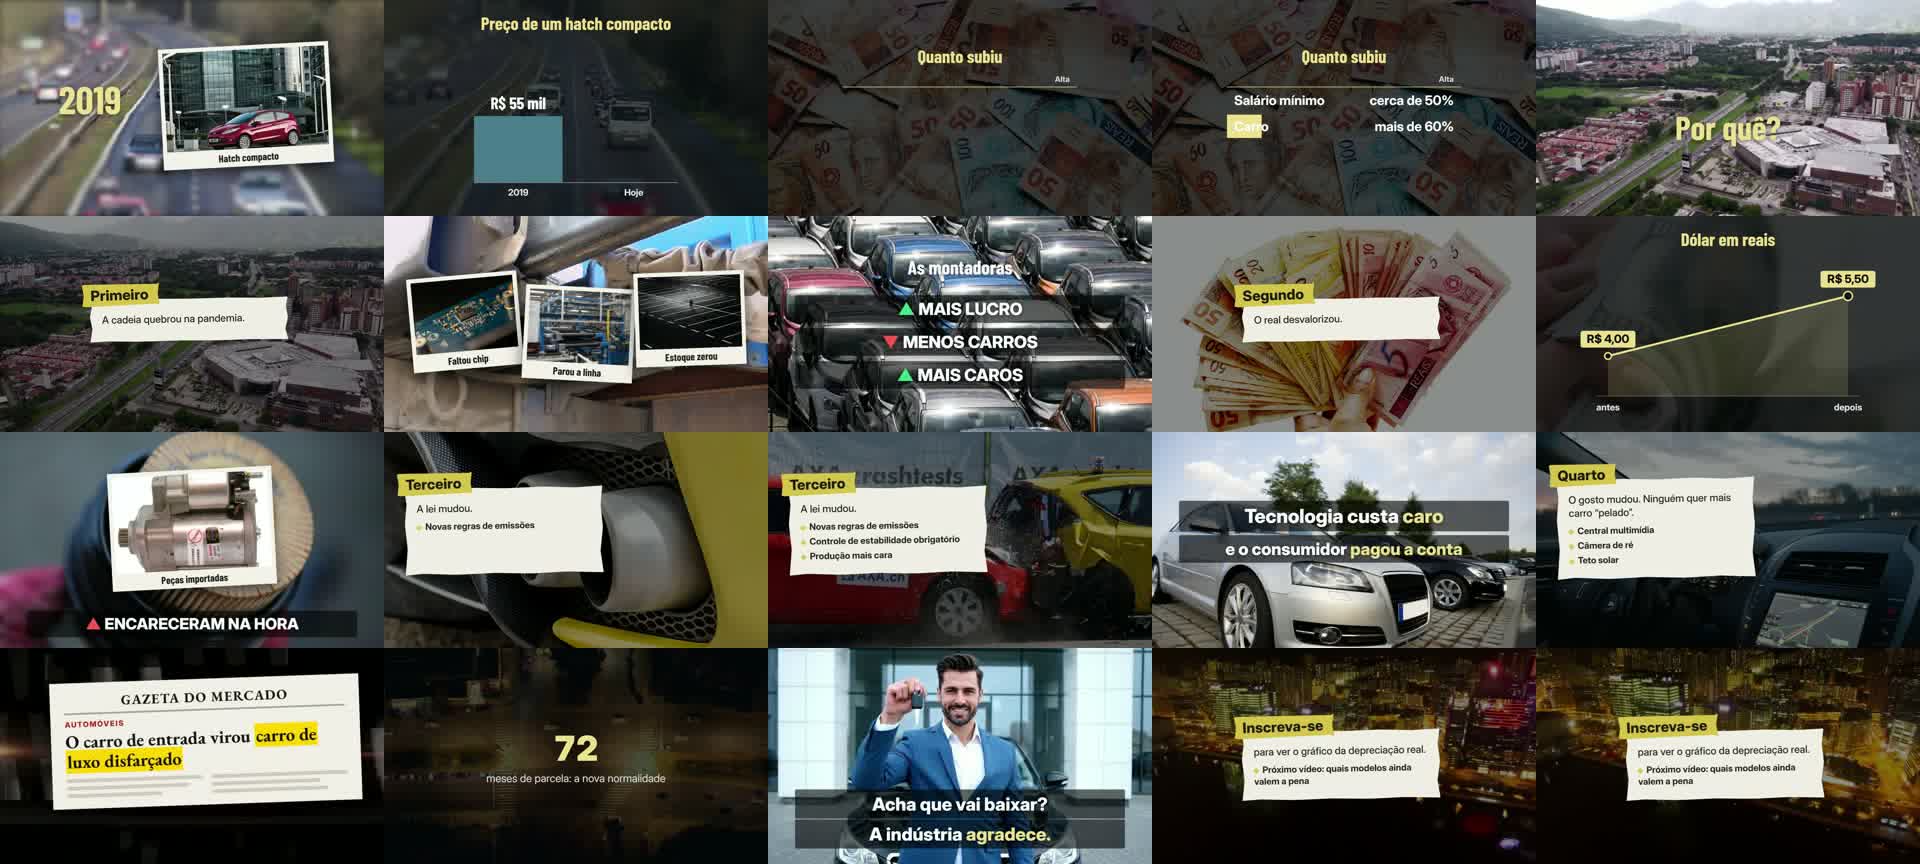 2019
Hatch compacto
Preço de um hatch compacto
R$ 55 mil
2019
Hoje
Quanto subiu
Alta
Quanto subiu
Alta
Salário mínimo cerca de 50%
Carro mais de 60%
Por quê?
Primeiro
A cadeia quebrou na pandemia.
Faltou chip
Parou a linha
Estoque zerou
As montadoras
MAIS LUCRO
MENOS CARROS
MAIS CAROS
Segundo
O real desvalorizou.
Dólar em reais
R$ 5,50
R$ 4,00
antes
depois
Peças importadas
ENCARECERAM NA HORA
Terceiro
A lei mudou.
Novas regras de emissões
Terceiro
A lei mudou.
Novas regras de emissões
Controle de estabilidade obrigatório
Produção mais cara
Tecnologia custa caro
e o consumidor pagou a conta
Quarto
O gosto mudou. Ninguém quer mais
carro "pelado".
Central multimídia
Câmera de ré
Teto solar
GAZETA DO MERCADO
AUTOMÓVEIS
O carro de entrada virou carro de
luxo disfarçado
72
meses de parcela: a nova normalidade
Acha que vai baixar?
A indústria agradece.
Inscreva-se
para ver o gráfico da depreciação real.
Próximo vídeo: quais modelos ainda
valem a pena
Inscreva-se
para ver o gráfico da depreciação real.
Próximo vídeo: quais modelos ainda
valem a pena